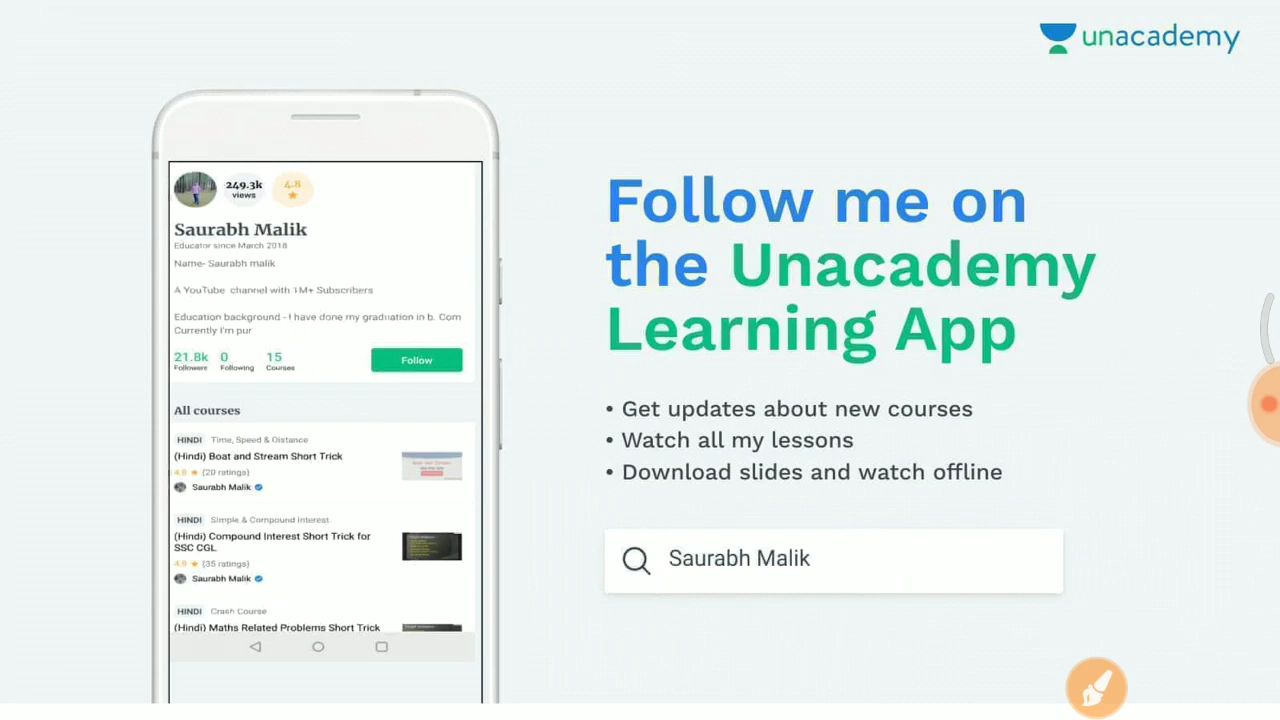 unacademy
249.3k
views
4.8
Saurabh Malik
Educator since March 2018
Name- Saurabh malik
A YouTube channel with 1M+ Subscribers
Education background - I have done my graduation in b. Com
Currently I'm pur
21.8k 0 15
Followers Following Courses
Follow
All courses
HINDI Time, Speed & Distance
(Hindi) Boat and Stream Short Trick
4.8 ★ (20 ratings)
Saurabh Malik
HINDI Simple & Compound Interest
(Hindi) Compound Interest Short Trick for
SSC CGL
4.9 ★ (35 ratings)
Saurabh Malik
HINDI Crash Course
(Hindi) Maths Related Problems Short Trick
Follow me on
the Unacademy
Learning App
• Get updates about new courses
• Watch all my lessons
• Download slides and watch offline
Saurabh Malik